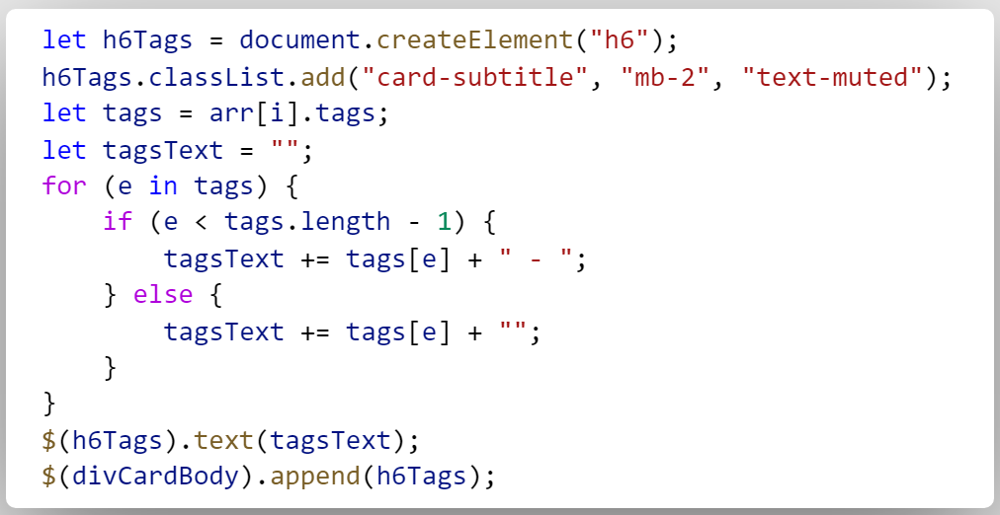 let h6Tags = document.createElement("h6");
h6Tags.classList.add("card-subtitle", "mb-2", "text-muted");
let tags = arr[i].tags;
let tagsText = "";
for (e in tags) {
    if (e < tags.length - 1) {
        tagsText += tags[e] + " - ";
    } else {
        tagsText += tags[e] + "";
    }
}
$(h6Tags).text(tagsText);
$(divCardBody).append(h6Tags);